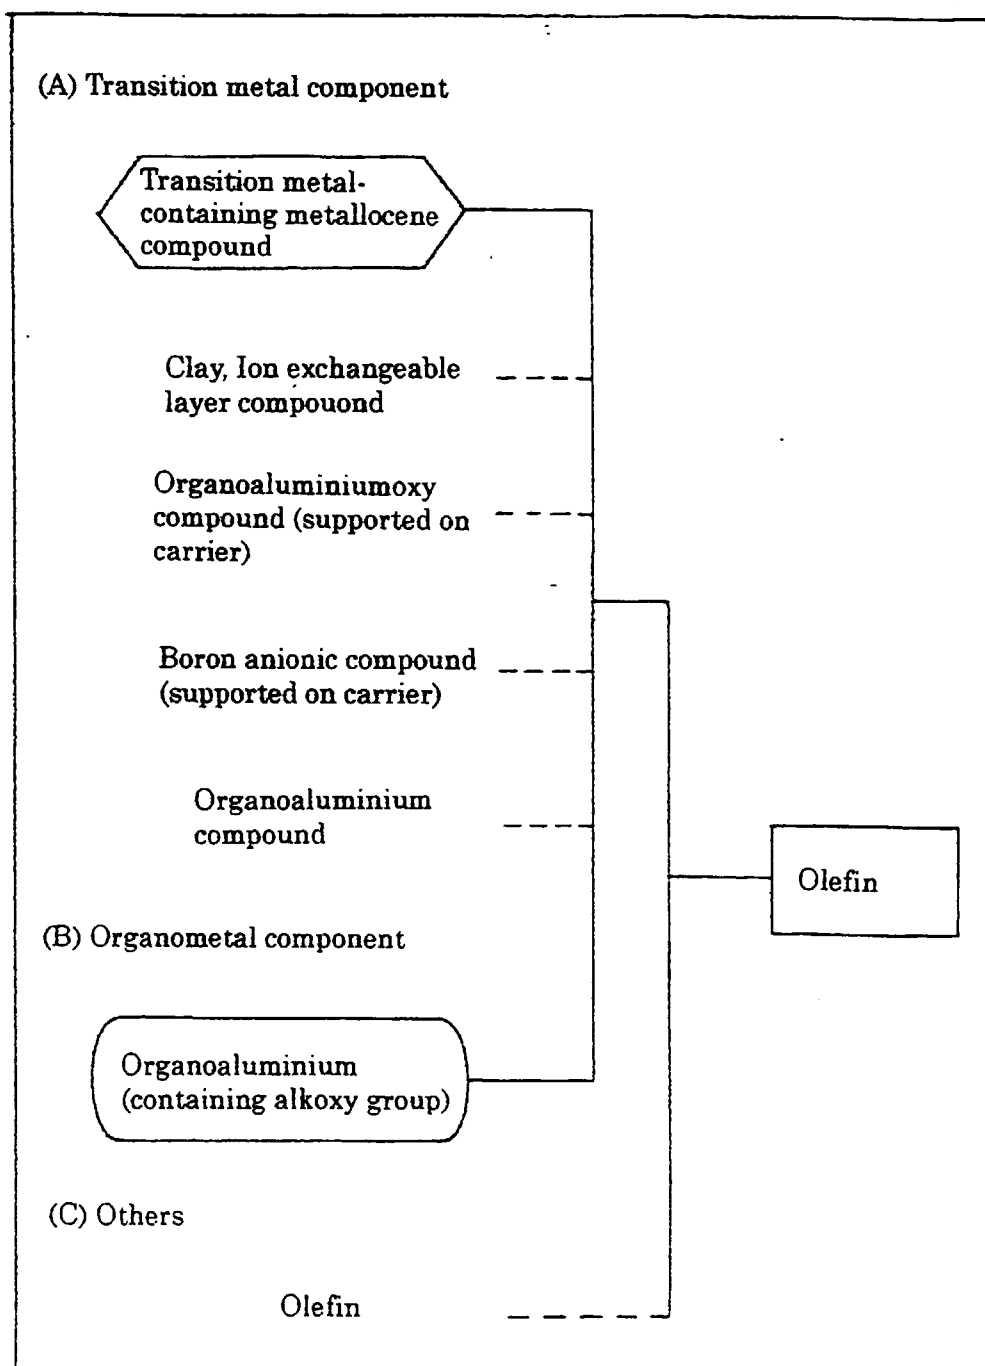 (A) Transition metal component
Transition metal-
containing metallocene
compound
Clay, Ion exchangeable
layer compouond
Organoaluminiumoxy
compound (supported on
carrier)
Boron anionic compound
(supported on carrier)
Organoaluminium
compound
Olefin
(B) Organometal component
Organoaluminium
(containing alkoxy group)
(C) Others
Olefin